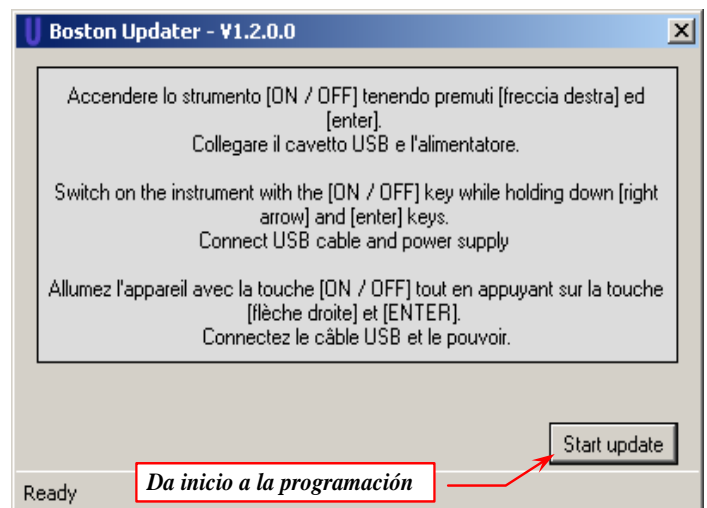 Boston Updater - V1.2.0.0
Accendere lo strumento [ON / OFF] tenendo premuti [freccia destra] ed
[enter].
Collegare il cavetto USB e l'alimentatore.
Switch on the instrument with the [ON / OFF] key while holding down [right
arrow] and [enter] keys.
Connect USB cable and power supply
Allumez l'appareil avec la touche [ON / OFF] tout en appuyant sur la touche
[flèche droite] et [ENTER].
Connectez le câble USB et le pouvoir.
Start update
Da inicio a la programación
Ready